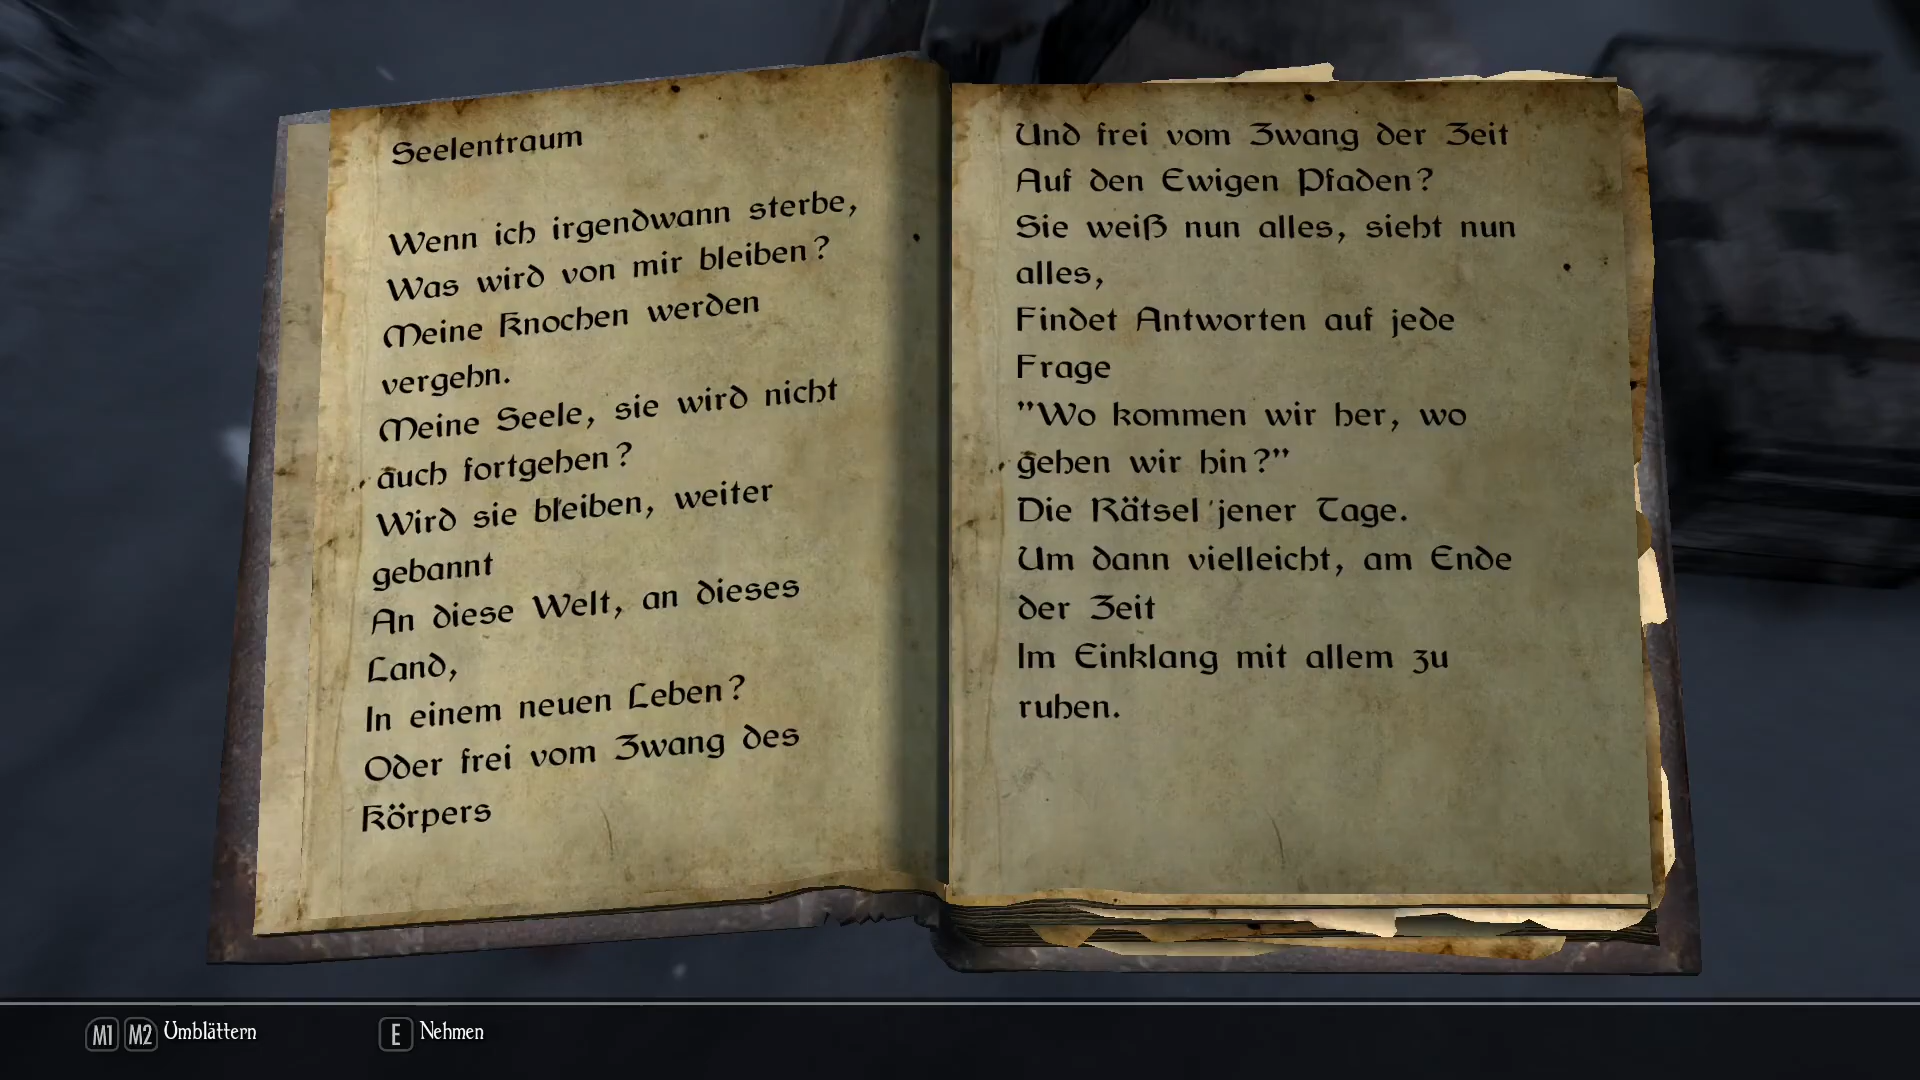 Seelentraum
Wenn ich irgendwann sterbe,
Was wird von mir bleiben?
Meine Knochen werden
vergehn.
Meine Seele, sie wird nicht
auch fortgehen?
Wird sie bleiben, weiter
gebannt
An diese Welt, an dieses
Land,
In einem neuen Leben?
Oder frei vom Zwang des
Körpers
Und frei vom Zwang der Zeit
Auf den Ewigen Pfaden?
Sie weiß nun alles, sieht nun
alles,
Findet Antworten auf jede
Frage
"Wo kommen wir her, wo
gehen wir hin?"
Die Rätsel jener Tage.
Um dann vielleicht, am Ende
der Zeit
Im Einklang mit allem zu
ruhen.
M1 M2 Umblättern E Nehmen